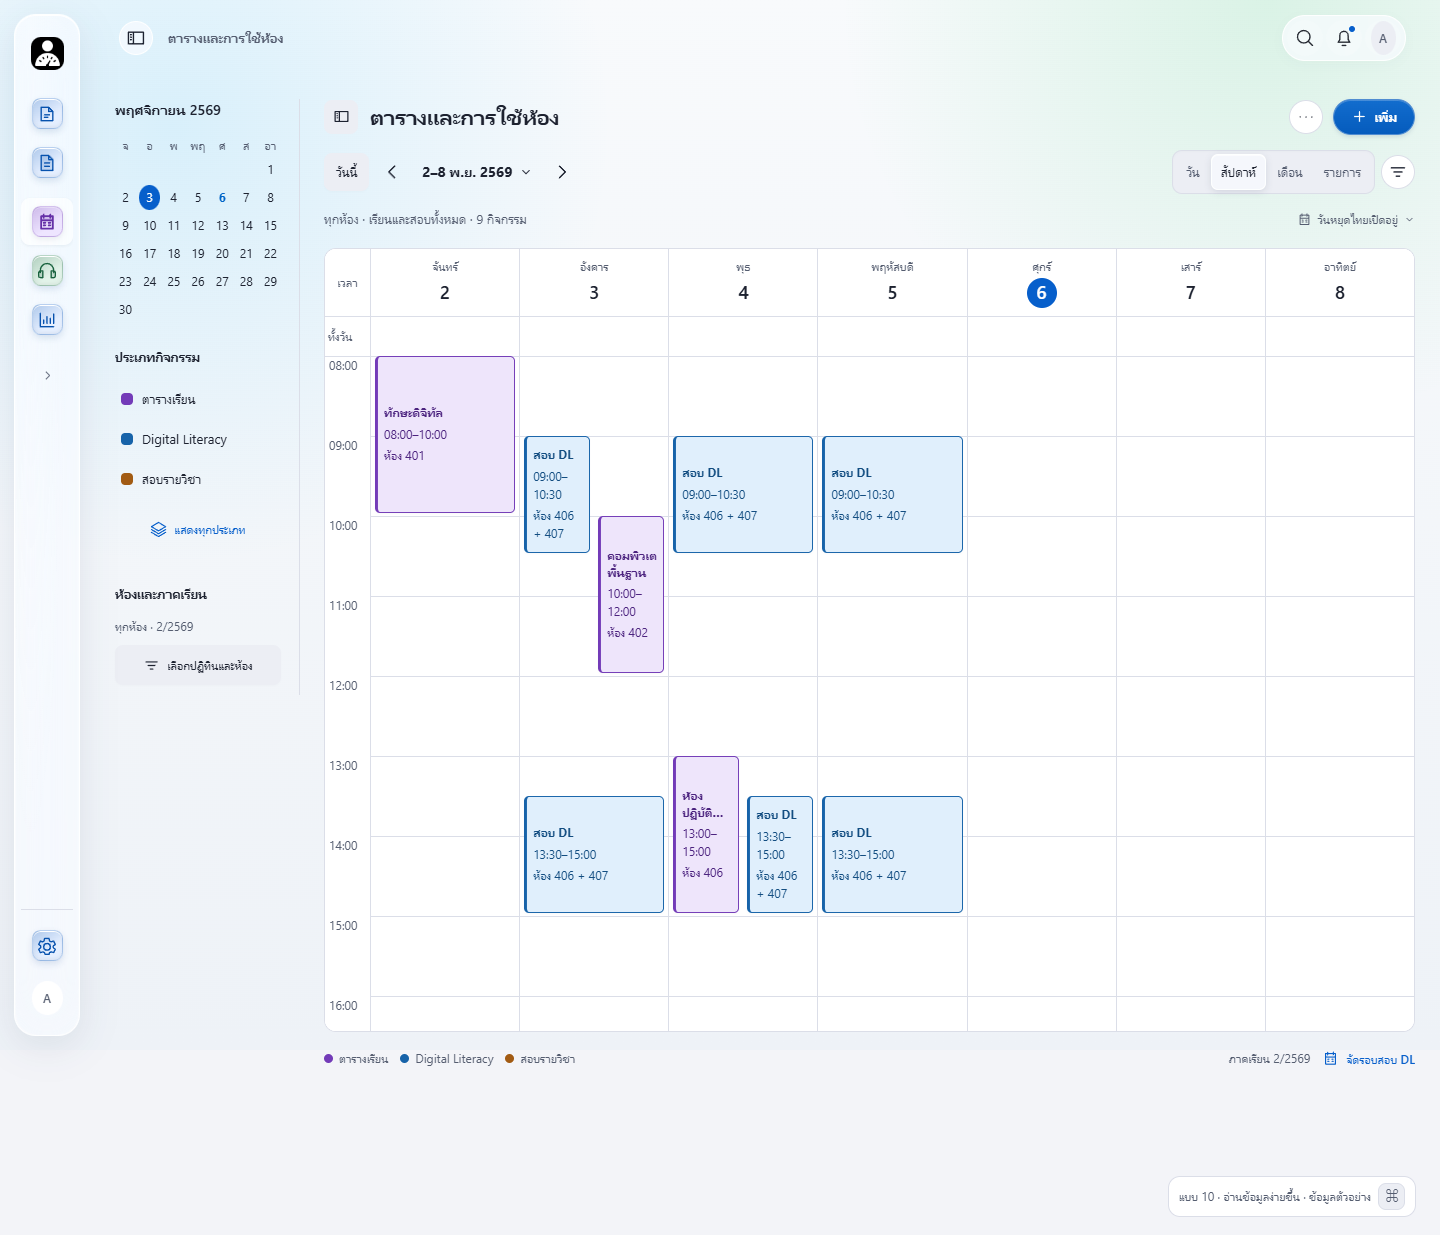 ตารางและการใช้ห้อง
A
พฤศจิกายน 2569
จ อ พ พฤ ศ ส อา
1
2 3 4 5 6 7 8
9 10 11 12 13 14 15
16 17 18 19 20 21 22
23 24 25 26 27 28 29
30
ประเภทกิจกรรม
ตารางเรียน
Digital Literacy
สอบรายวิชา
แสดงทุกประเภท
ห้องและภาคเรียน
ทุกห้อง · 2/2569
เลือกปฏิทินและห้อง
A
ตารางและการใช้ห้อง
เพิ่ม
วันนี้
2–8 พ.ย. 2569
วัน สัปดาห์ เดือน รายการ
ทุกห้อง · เรียนและสอบทั้งหมด · 9 กิจกรรม
วันหยุดไทยเปิดอยู่
เวลา
จันทร์ อังคาร พุธ พฤหัสบดี ศุกร์ เสาร์ อาทิตย์
2 3 4 5 6 7 8
ทั้งวัน
08:00
ทักษะดิจิทัล
08:00–10:00
ห้อง 401
09:00
สอบ DL
09:00–
10:30
ห้อง 406
+ 407
สอบ DL
09:00–10:30
ห้อง 406 + 407
สอบ DL
09:00–10:30
ห้อง 406 + 407
10:00
คอมพิวเต
พื้นฐาน
10:00–
12:00
ห้อง 402
11:00
12:00
13:00
ห้อง
ปฏิบัติ...
13:00–
15:00
ห้อง 406
สอบ DL
13:30–15:00
ห้อง 406 + 407
สอบ DL
13:30–
15:00
ห้อง 406
+ 407
สอบ DL
13:30–15:00
ห้อง 406 + 407
14:00
15:00
16:00
ตารางเรียน Digital Literacy สอบรายวิชา
ภาคเรียน 2/2569
จัดรอบสอบ DL
แบบ 10 · อ่านข้อมูลง่ายขึ้น · ข้อมูลตัวอย่าง ⌘